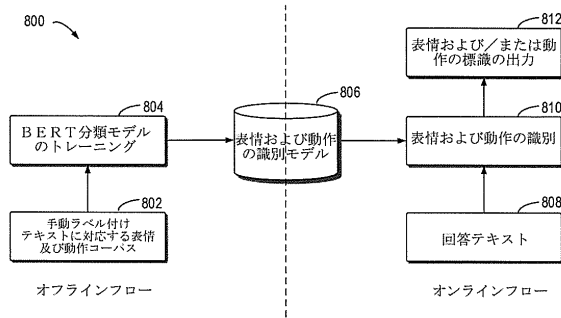 800
812
表情および／または動
作の標識の出力
804
806
810
ＢＥＲＴ分類モデル
のトレーニング
表情および動作
の識別モデル
表情および動作の識別
802
808
手動ラベル付け
テキストに対応する表情
及び動作コーパス
回答テキスト
オフラインフロー
オンラインフロー